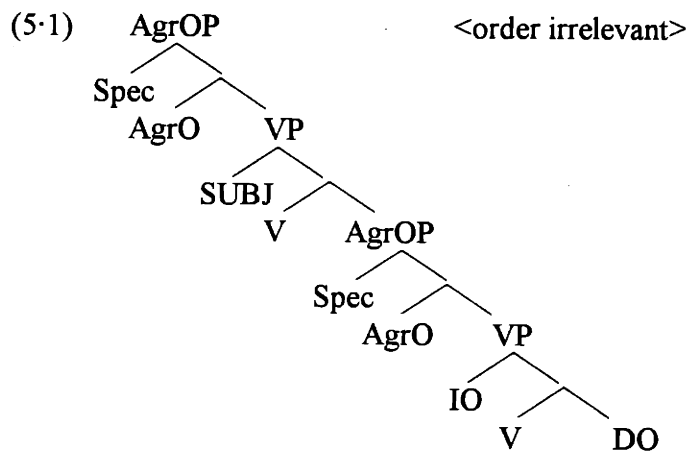 (5·1) AgrOP <order irrelevant>
Spec
AgrO VP
SUBJ
V AgrOP
Spec
AgrO VP
IO
V DO